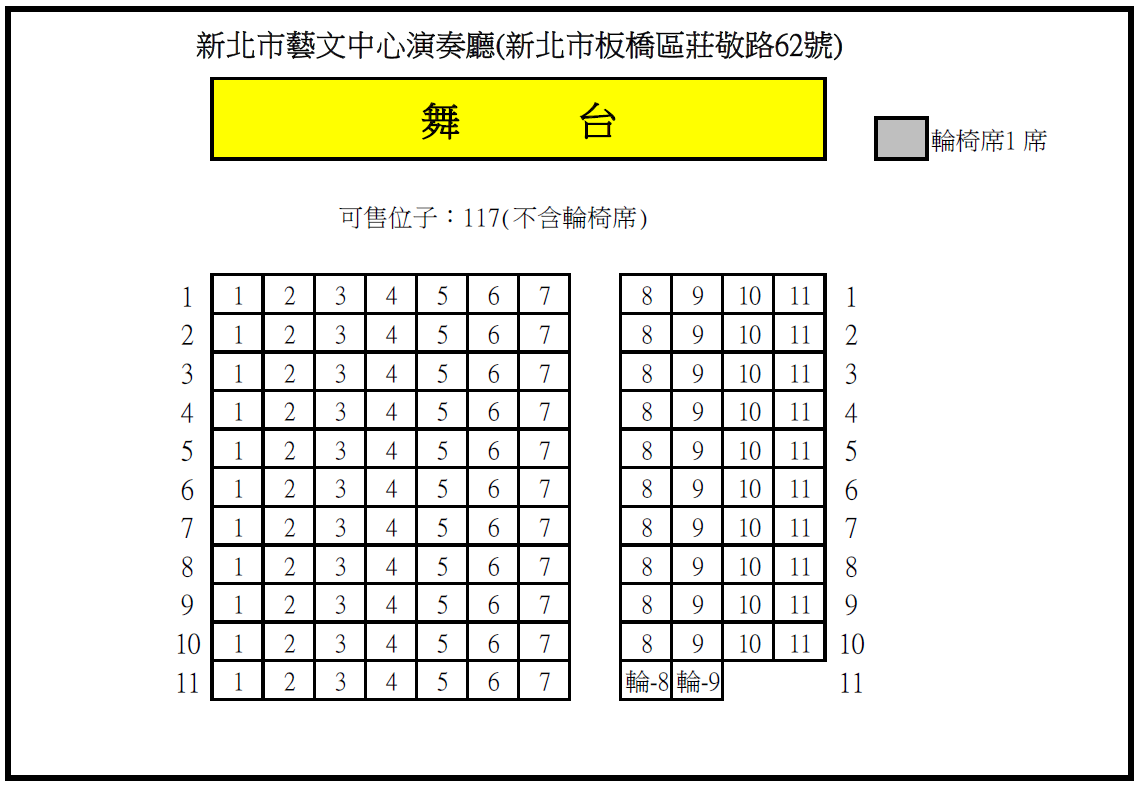 新北市藝文中心演奏廳(新北市板橋區莊敬路62號)
舞 台
輪椅席1 席
可售位子：117(不含輪椅席)
1 1 2 3 4 5 6 7 8 9 10 11 1
2 1 2 3 4 5 6 7 8 9 10 11 2
3 1 2 3 4 5 6 7 8 9 10 11 3
4 1 2 3 4 5 6 7 8 9 10 11 4
5 1 2 3 4 5 6 7 8 9 10 11 5
6 1 2 3 4 5 6 7 8 9 10 11 6
7 1 2 3 4 5 6 7 8 9 10 11 7
8 1 2 3 4 5 6 7 8 9 10 11 8
9 1 2 3 4 5 6 7 8 9 10 11 9
10 1 2 3 4 5 6 7 8 9 10 11 10
11 1 2 3 4 5 6 7 輪-8 輪-9 11